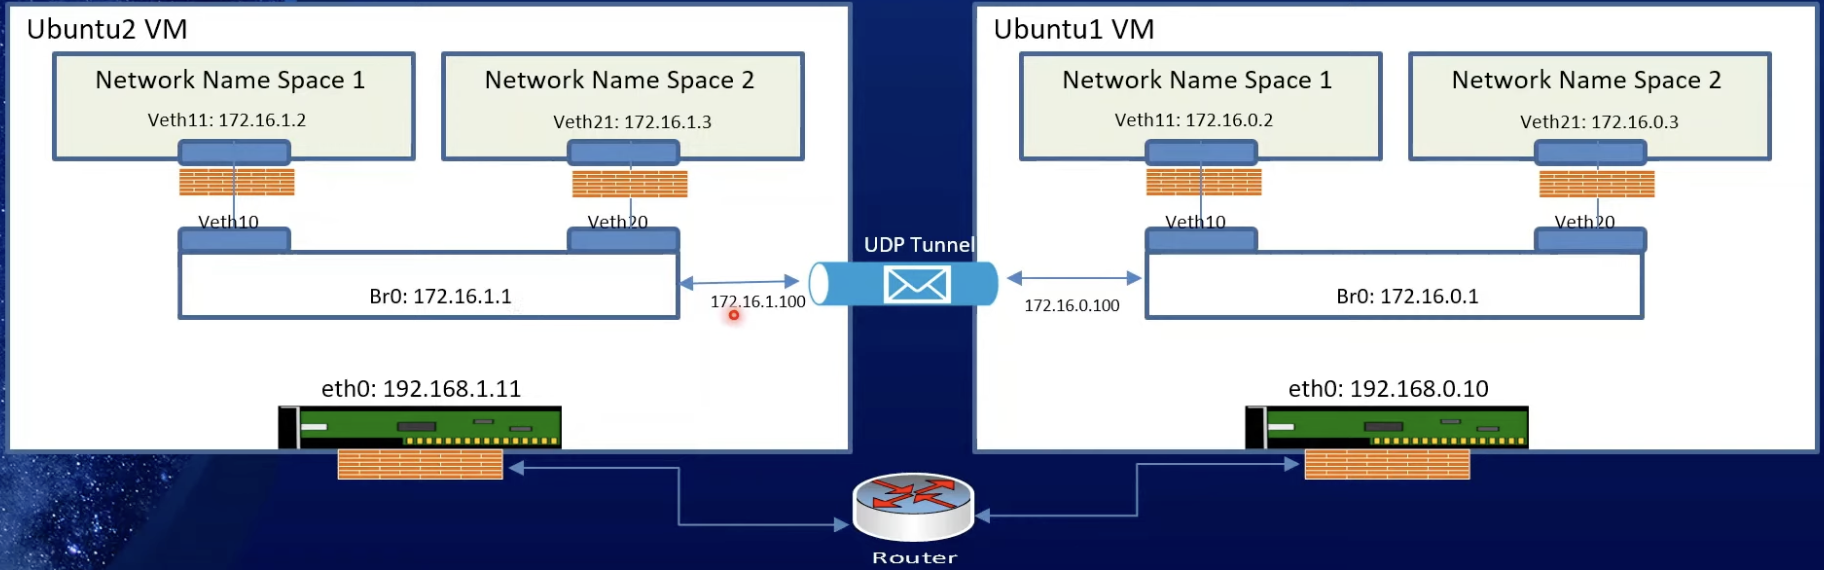 Ubuntu2 VM
Network Name Space 1
Veth11: 172.16.1.2
Network Name Space 2
Veth21: 172.16.1.3
Veth10
Veth20
Br0: 172.16.1.1
172.16.1.100
eth0: 192.168.1.11
UDP Tunnel
Ubuntu1 VM
Network Name Space 1
Veth11: 172.16.0.2
Network Name Space 2
Veth21: 172.16.0.3
Veth10
Veth20
172.16.0.100
Br0: 172.16.0.1
eth0: 192.168.0.10
Router